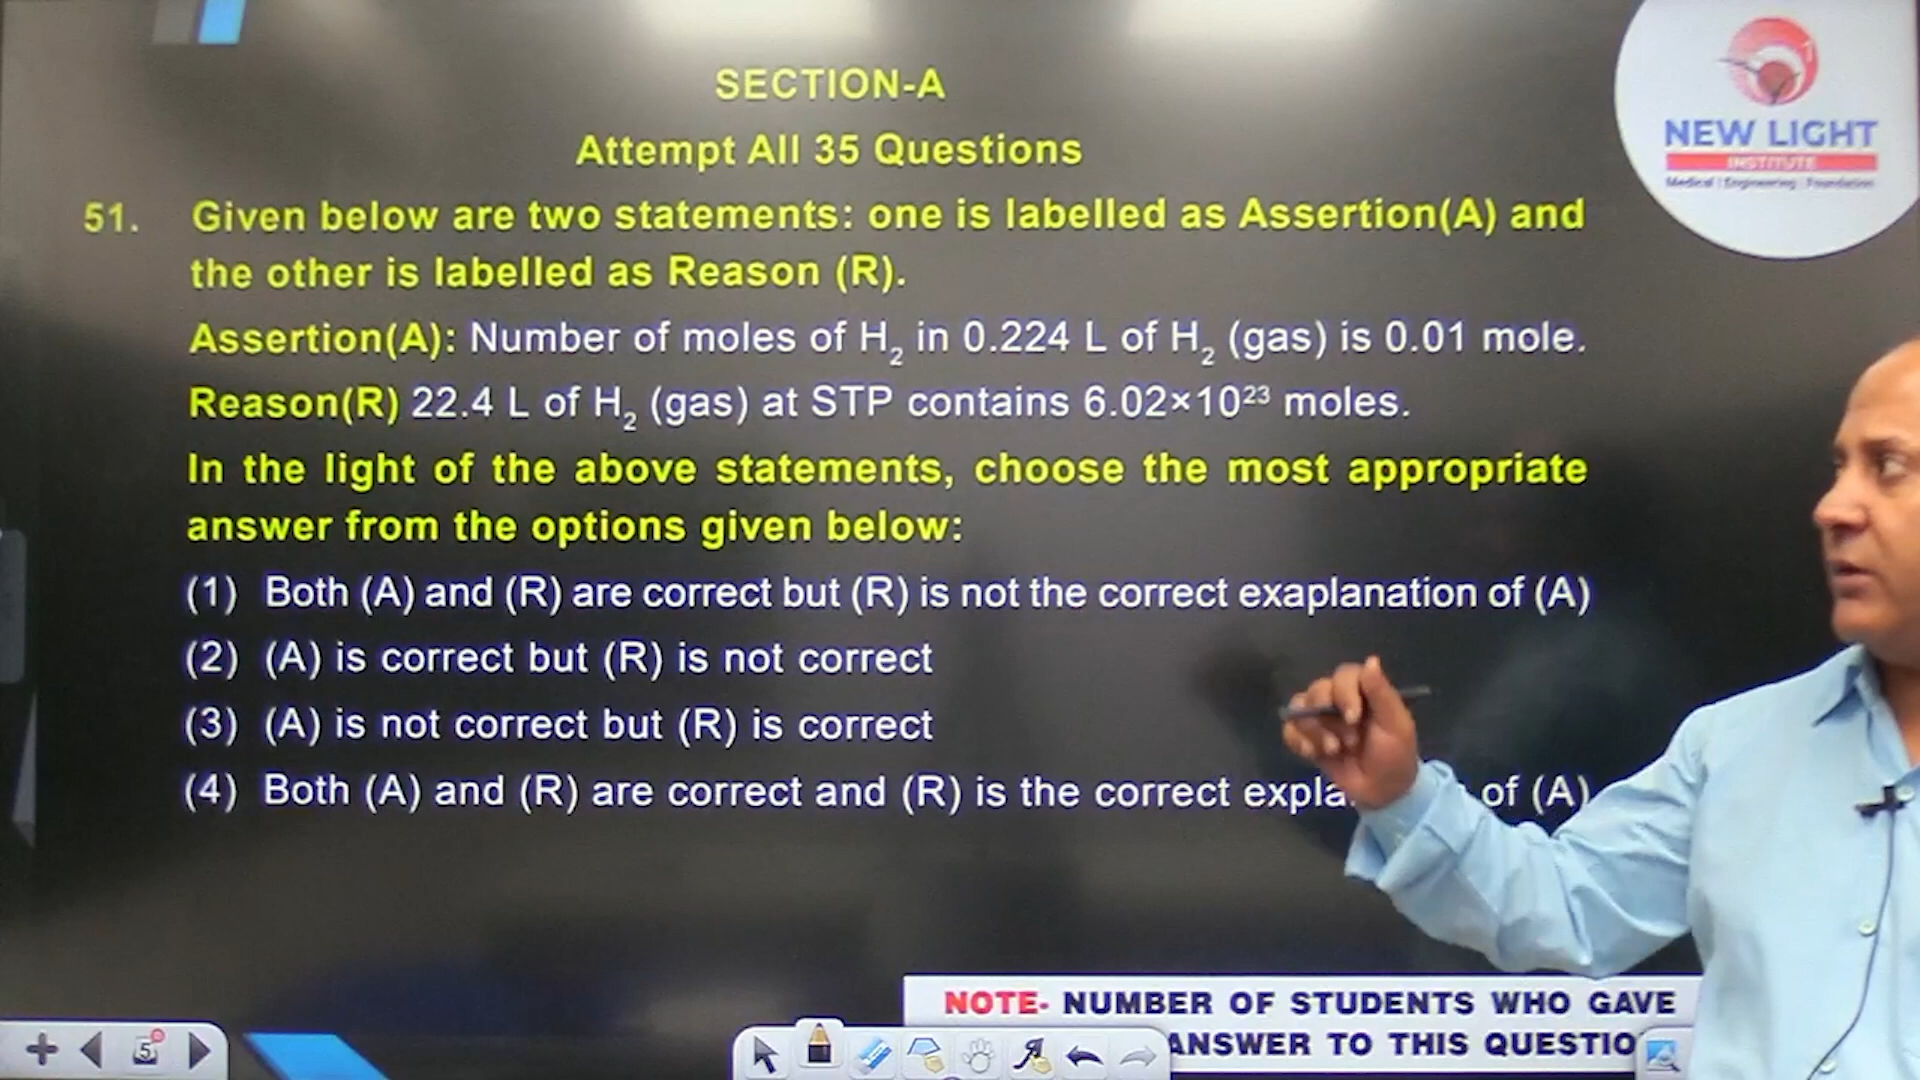 SECTION-A
Attempt All 35 Questions
51. Given below are two statements: one is labelled as Assertion(A) and
the other is labelled as Reason (R).
Assertion(A): Number of moles of H₂ in 0.224 L of H₂ (gas) is 0.01 mole.
Reason(R) 22.4 L of H₂ (gas) at STP contains 6.02×10²³ moles.
In the light of the above statements, choose the most appropriate
answer from the options given below:
(1) Both (A) and (R) are correct but (R) is not the correct exaplanation of (A)
(2) (A) is correct but (R) is not correct
(3) (A) is not correct but (R) is correct
(4) Both (A) and (R) are correct and (R) is the correct expla of (A)
NEW LIGHT
INSTITUTE
Medical | Engineering | Foundation
NOTE- NUMBER OF STUDENTS WHO GAVE
ANSWER TO THIS QUESTIO
5